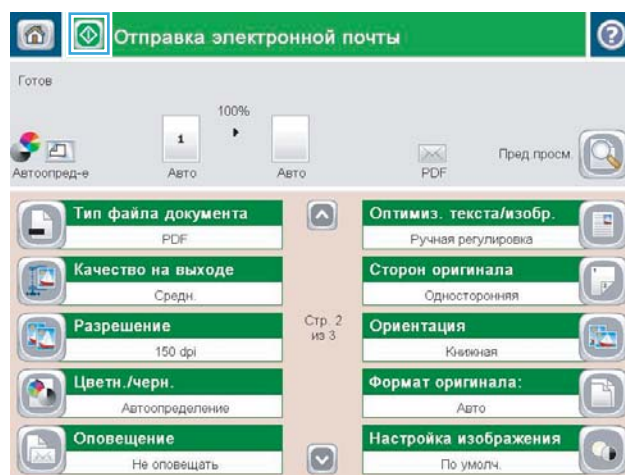 Отправка электронной почты
?
Готов
100%
1
Автоопред-е
Авто
Авто
PDF
Пред.просм.
Тип файла документа
PDF
Качество на выходе
Средн.
Разрешение
150 dpi
Цветн./черн.
Автоопределение
Оповещение
Не оповещать
Стр. 2
из 3
Оптимиз. текста/изобр.
Ручная регулировка
Сторон оригинала
Односторонняя
Ориентация
Книжная
Формат оригинала:
Авто
Настройка изображения
По умолч.